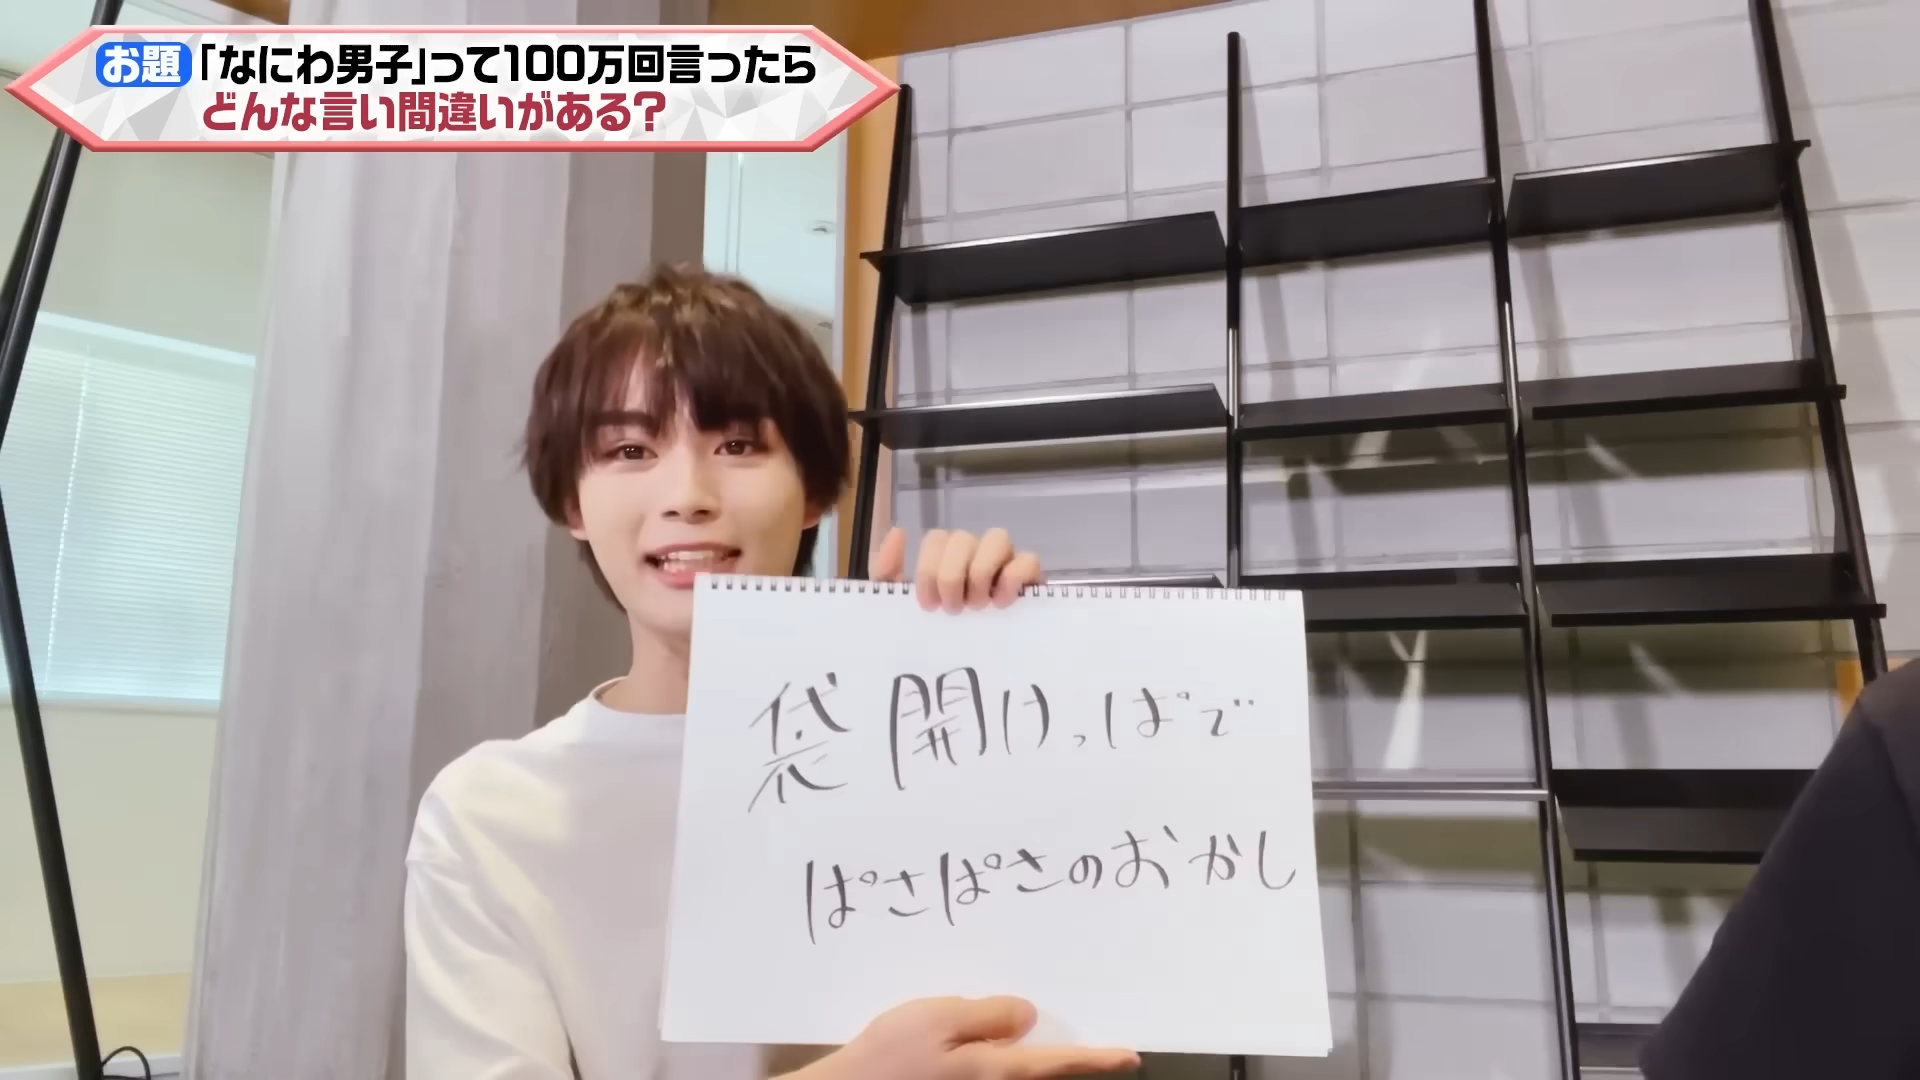 お題「なにわ男子」って100万回言ったら
どんな言い間違いがある？
袋開けっぱで
ぱさぱさのおかし